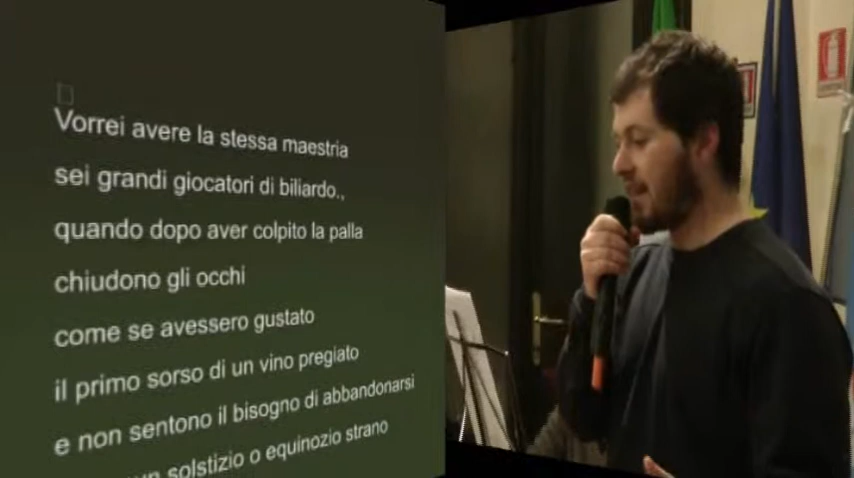 Vorrei avere la stessa maestria
sei grandi giocatori di biliardo.,
quando dopo aver colpito la palla
chiudono gli occhi
come se avessero gustato
il primo sorso di un vino pregiato
e non sentono il bisogno di abbandonarsi
un solstizio o equinozio strano